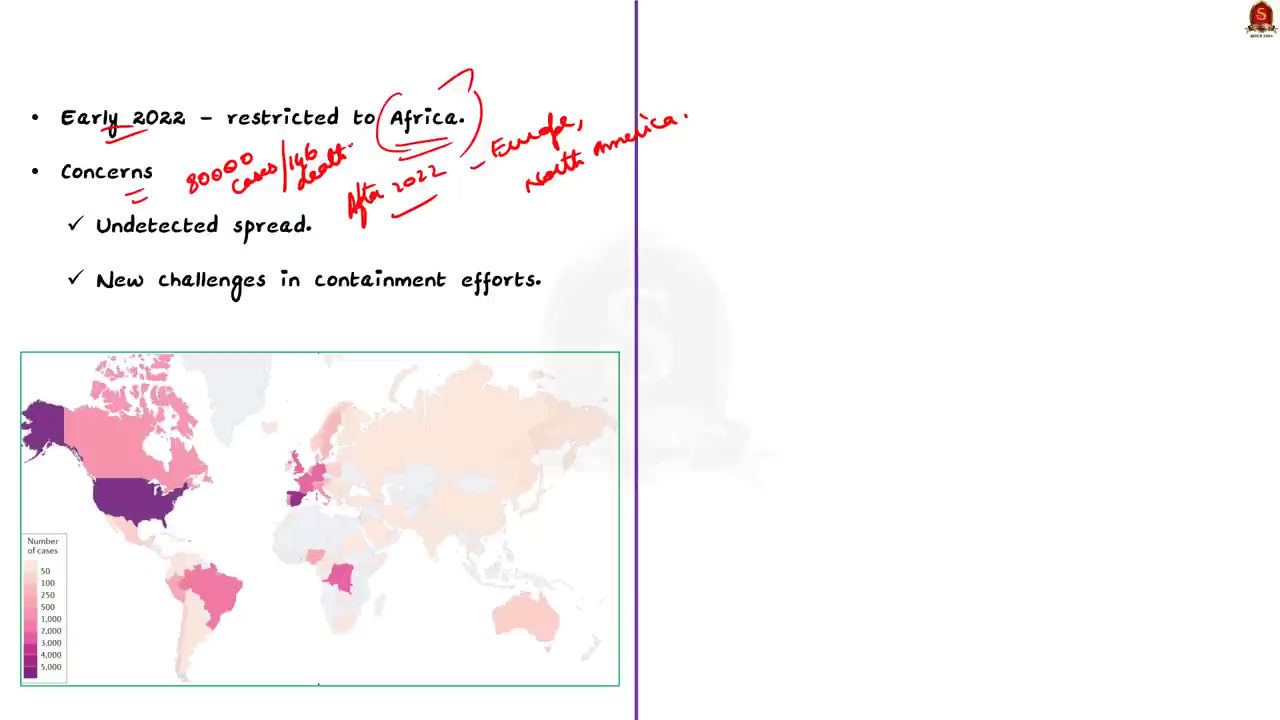 • Early 2022 – restricted to Africa.
• Concerns
80000 cases/146 death.
After 2022 – Europe, North America.
✓ Undetected spread.
✓ New challenges in containment efforts.
Number
of cases
50
100
250
500
1,000
2,000
3,000
4,000
5,000
S
S